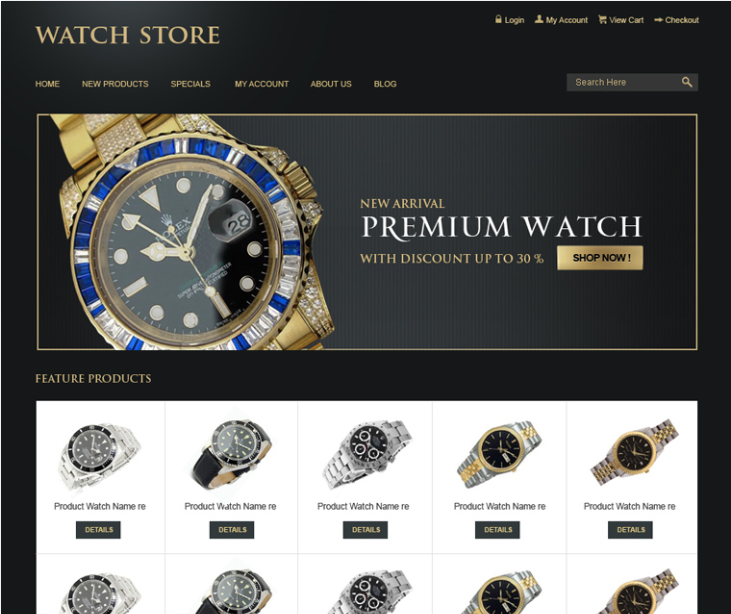 Login My Account View Cart Checkout
WATCH STORE
HOME NEW PRODUCTS SPECIALS MY ACCOUNT ABOUT US BLOG Search Here
28
NEW ARRIVAL
PREMIUM WATCH
WITH DISCOUNT UP TO 30 % SHOP NOW !
FEATURE PRODUCTS
Product Watch Name re Product Watch Name re Product Watch Name re Product Watch Name re Product Watch Name re
DETAILS DETAILS DETAILS DETAILS DETAILS